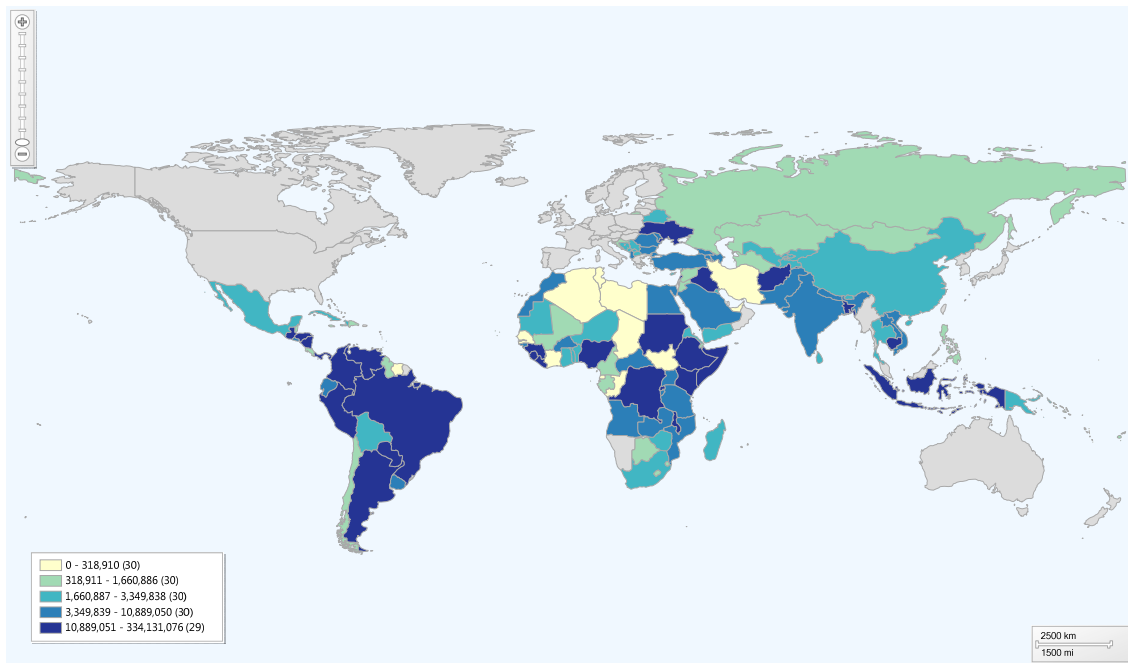 0 - 318,910 (30)
318,911 - 1,660,886 (30)
1,660,887 - 3,349,838 (30)
3,349,839 - 10,889,050 (30)
10,889,051 - 334,131,076 (29)
2500 km
1500 mi